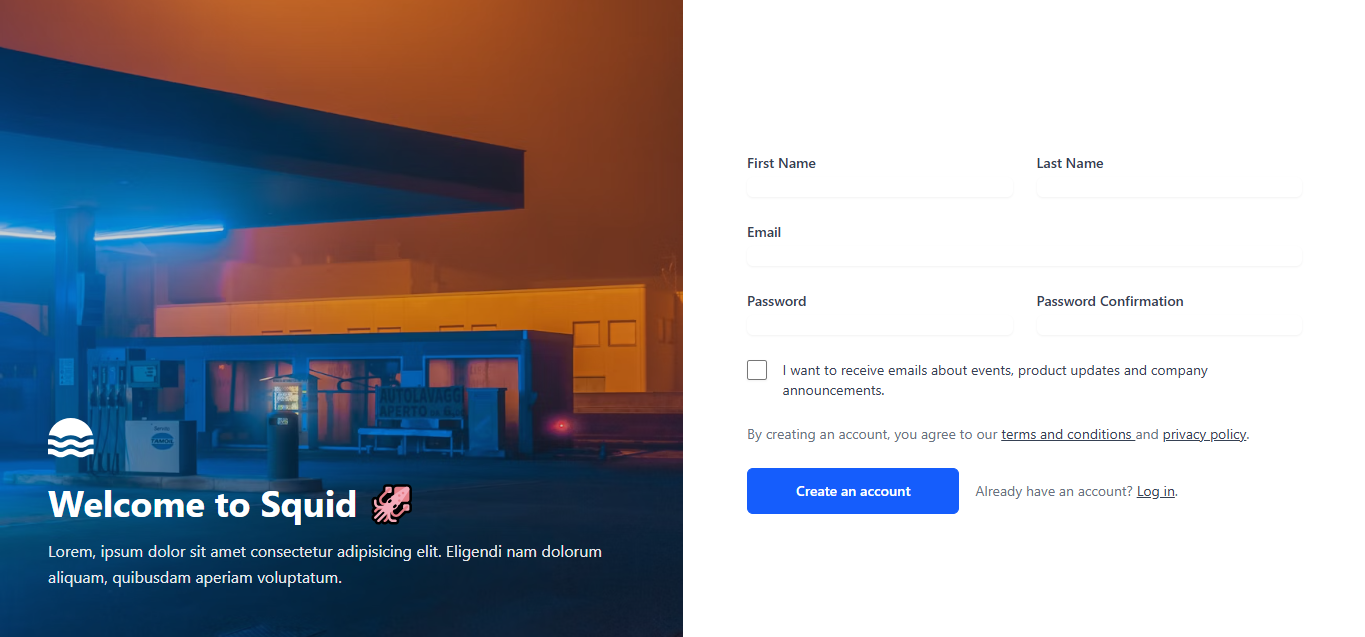 AUTOLAVAGG
APERTO
Welcome to Squid 🦑
Lorem, ipsum dolor sit amet consectetur adipisicing elit. Eligendi nam dolorum
aliquam, quibusdam aperiam voluptatum.
First Name
Last Name
Email
Password
Password Confirmation
I want to receive emails about events, product updates and company
announcements.
By creating an account, you agree to our terms and conditions and privacy policy.
Create an account
Already have an account? Log in.